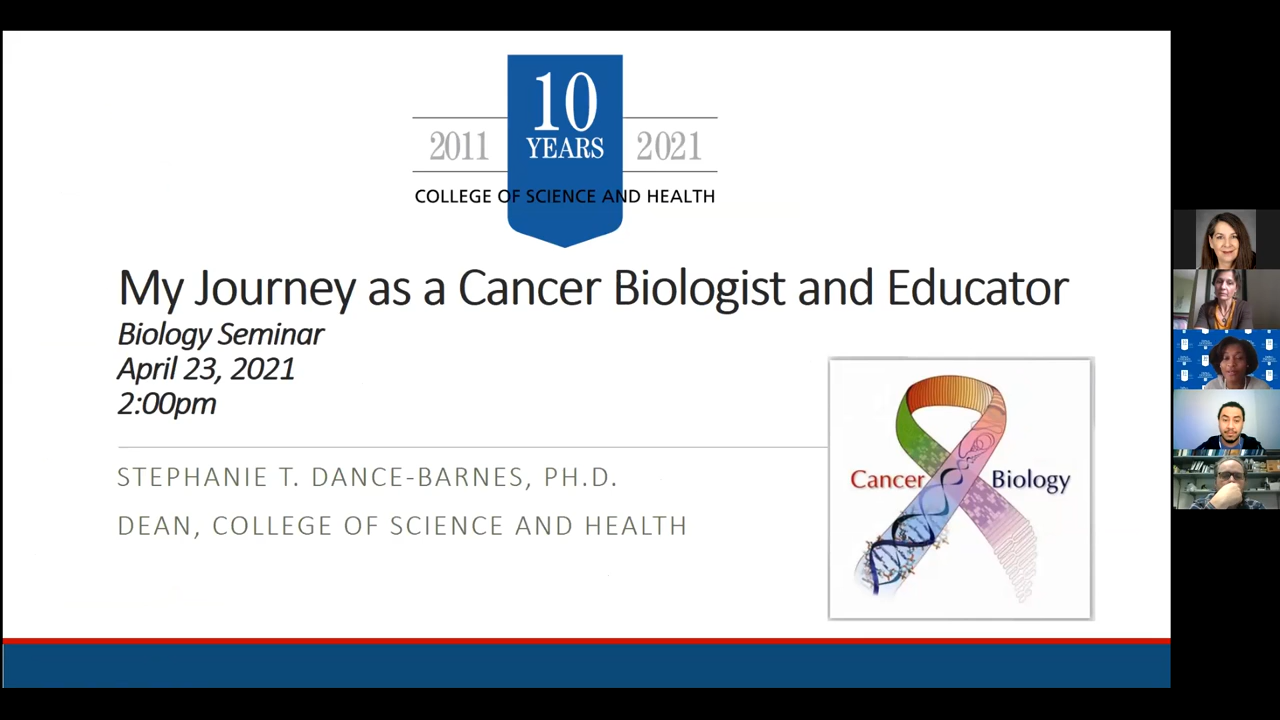 10
2011 YEARS 2021
COLLEGE OF SCIENCE AND HEALTH
My Journey as a Cancer Biologist and Educator
Biology Seminar
April 23, 2021
2:00pm
STEPHANIE T. DANCE-BARNES, PH.D.
DEAN, COLLEGE OF SCIENCE AND HEALTH
Cancer Biology